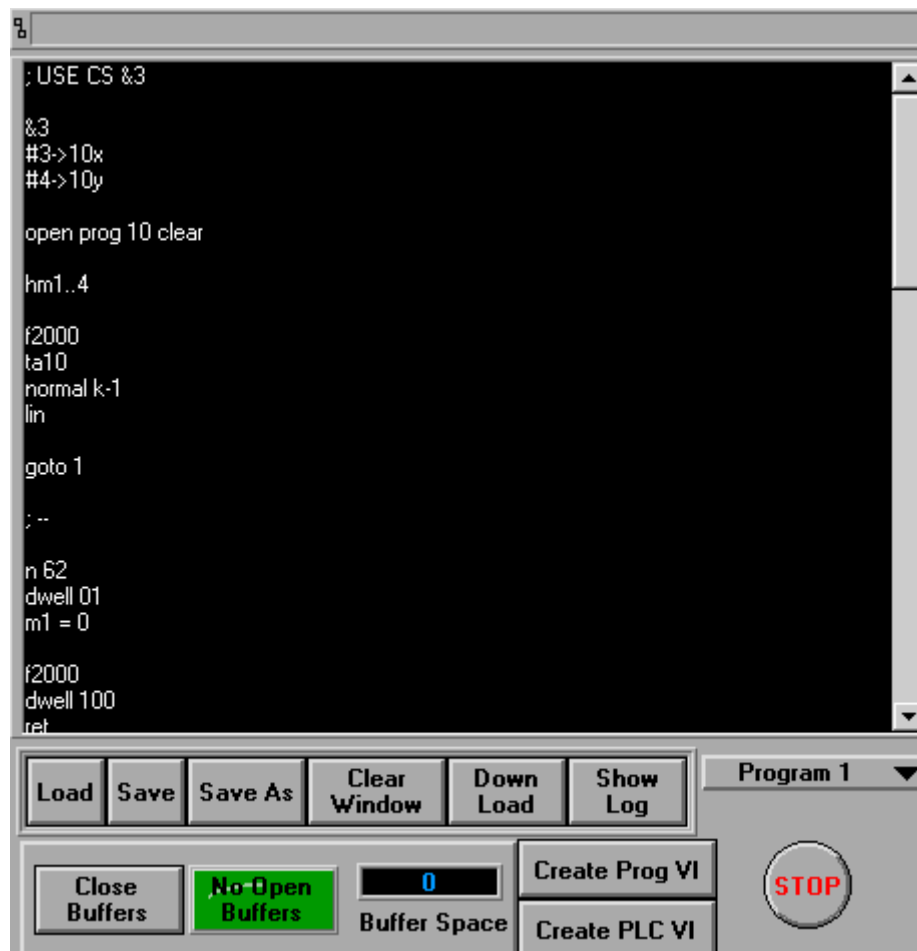 ; USE CS &3
&3
#3->10x
#4->10y
open prog 10 clear
hm1..4
f2000
ta10
normal k-1
lin
goto 1
; --
n 62
dwell 01
m1 = 0
f2000
dwell 100
ret
Load
Save
Save As
Clear
Window
Down
Load
Show
Log
Program 1
Close
Buffers
No Open
Buffers
0
Buffer Space
Create Prog VI
Create PLC VI
STOP